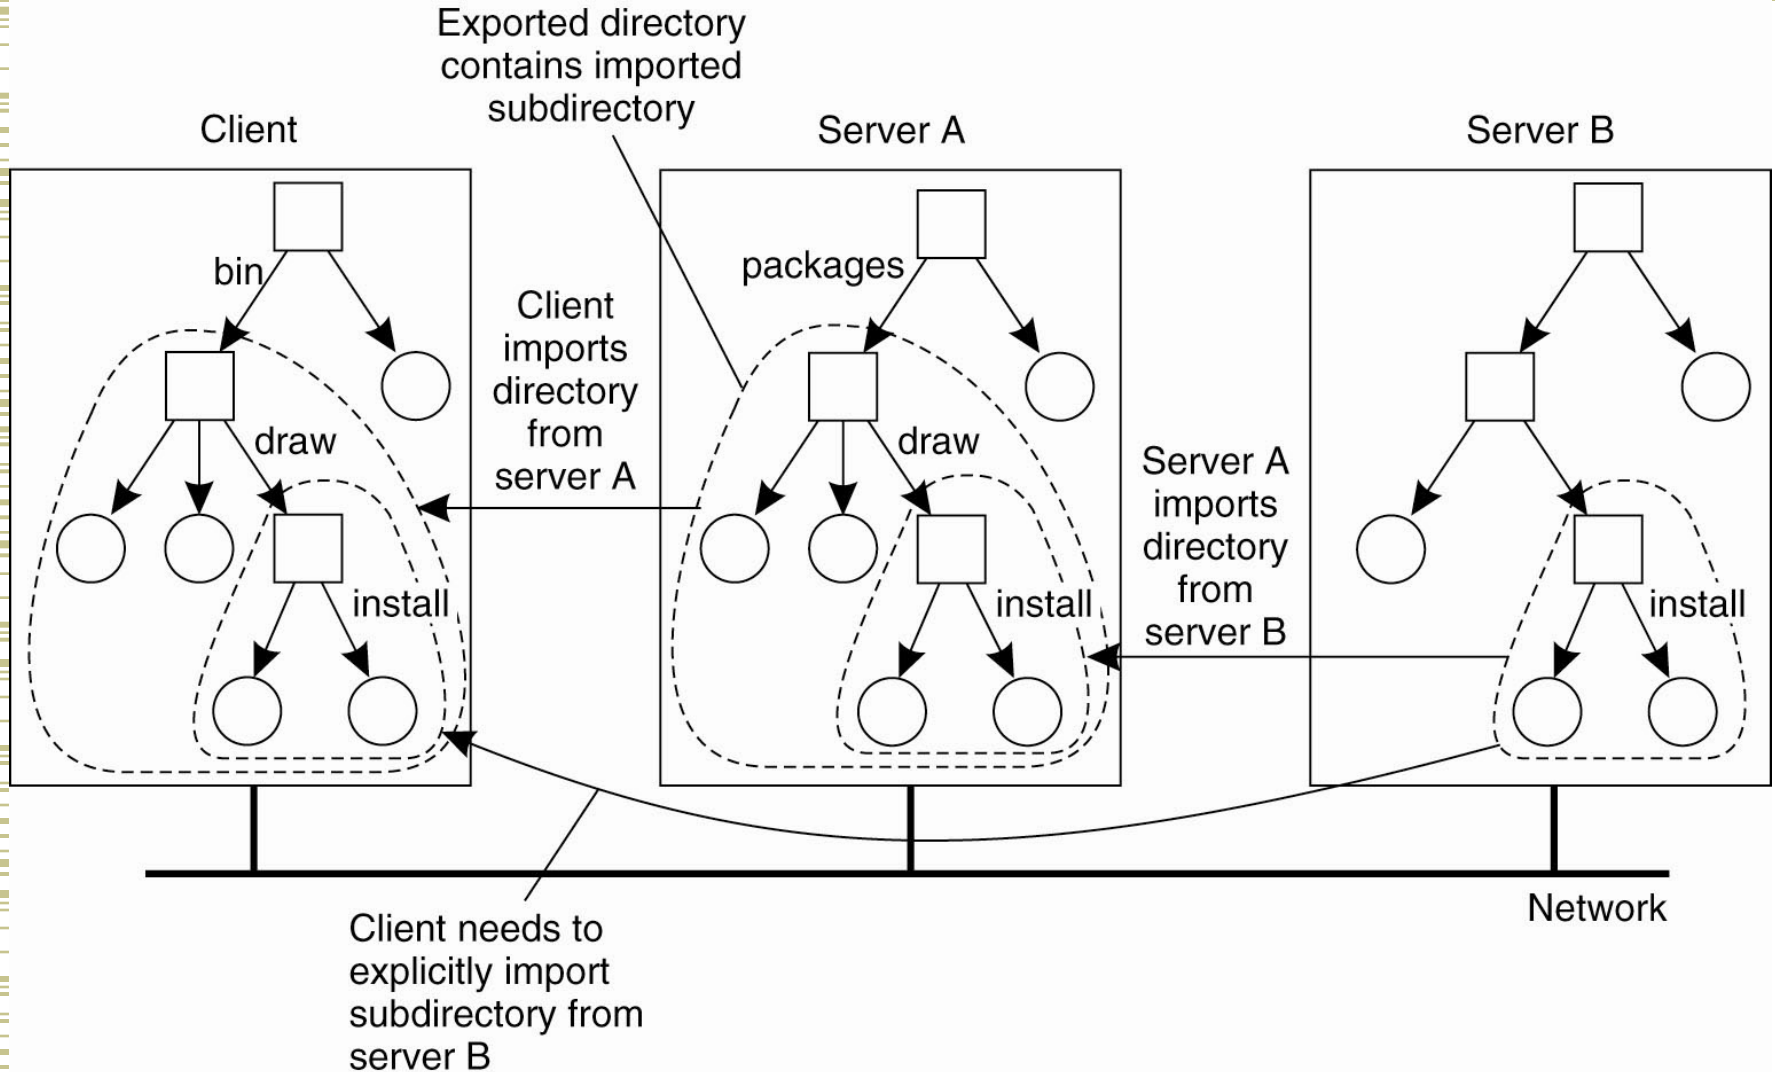 Exported directory
contains imported
subdirectory
Client
Server A
Server B
bin
packages
Client
imports
directory
from
server A
draw
draw
Server A
imports
directory
from
server B
install
install
install
Network
Client needs to
explicitly import
subdirectory from
server B